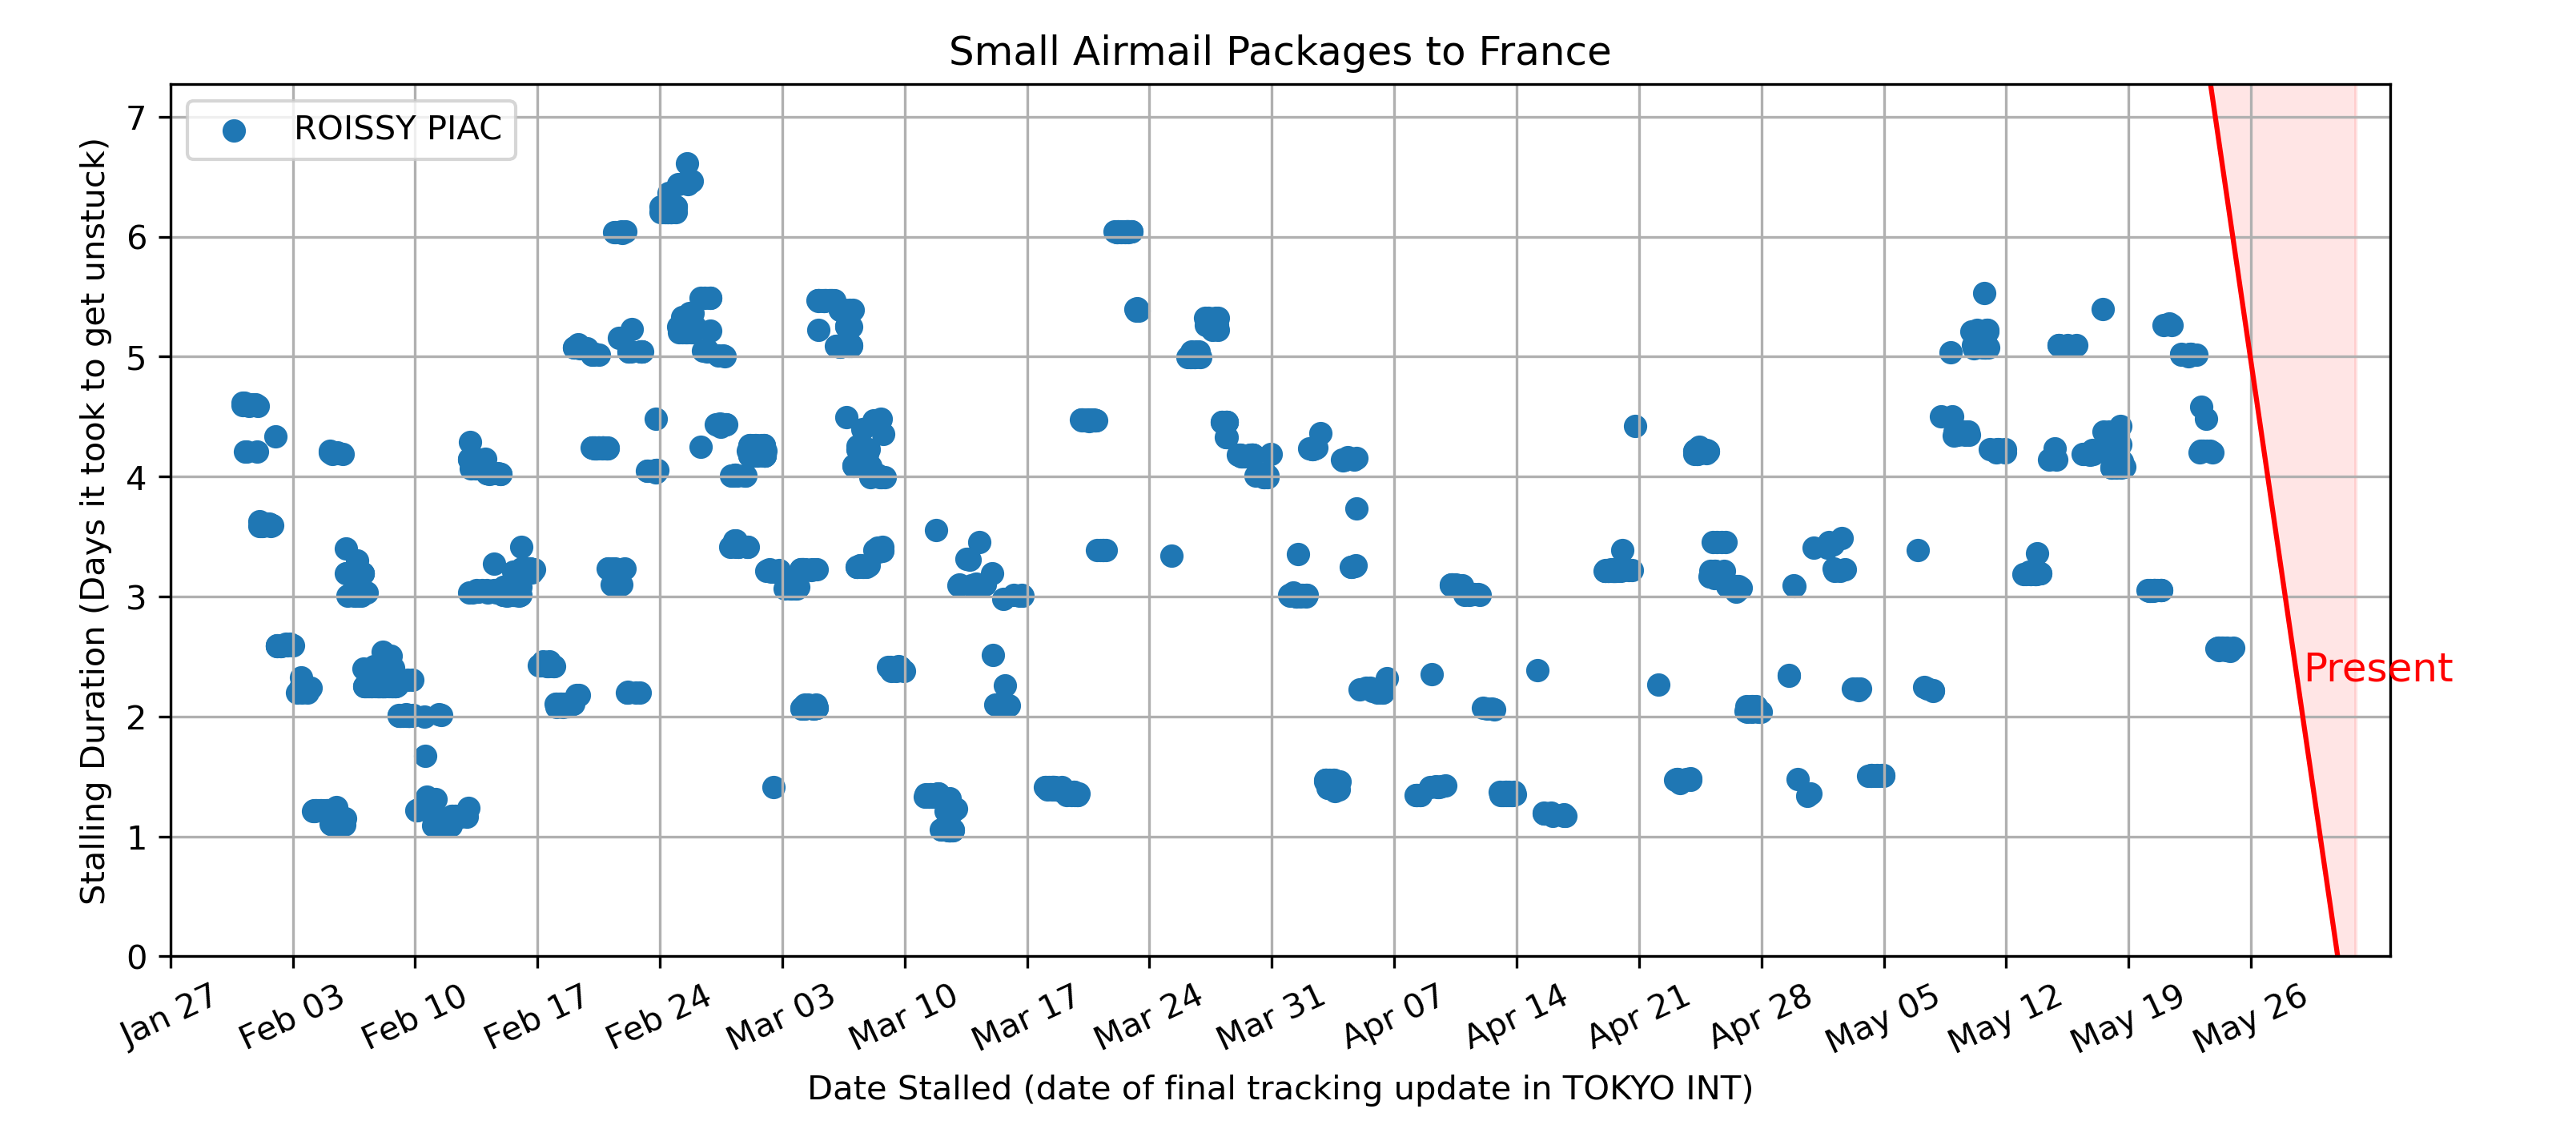 Small Airmail Packages to France
ROISSY PIAC
Stalling Duration (Days it took to get unstuck)
7
6
5
4
3
2
1
0
Present
Jan 27
Feb 03
Feb 10
Feb 17
Feb 24
Mar 03
Mar 10
Mar 17
Mar 24
Mar 31
Apr 07
Apr 14
Apr 21
Apr 28
May 05
May 12
May 19
May 26
Date Stalled (date of final tracking update in TOKYO INT)